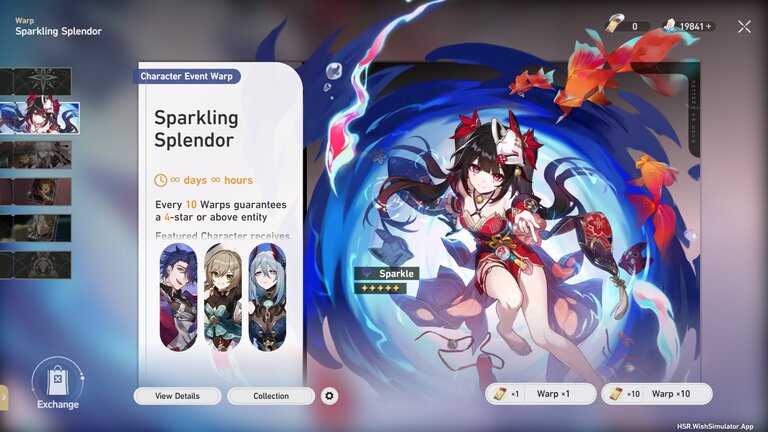 Warp
Sparkling Splendor
0
19841 +
Character Event Warp
Sparkling
Splendor
∞ days ∞ hours
Every 10 Warps guarantees
a 4-star or above entity
Featured Character receives
Sparkle
Exchange
View Details
Collection
×1
Warp ×1
×10
Warp ×10
HSR.WishSimulator.App